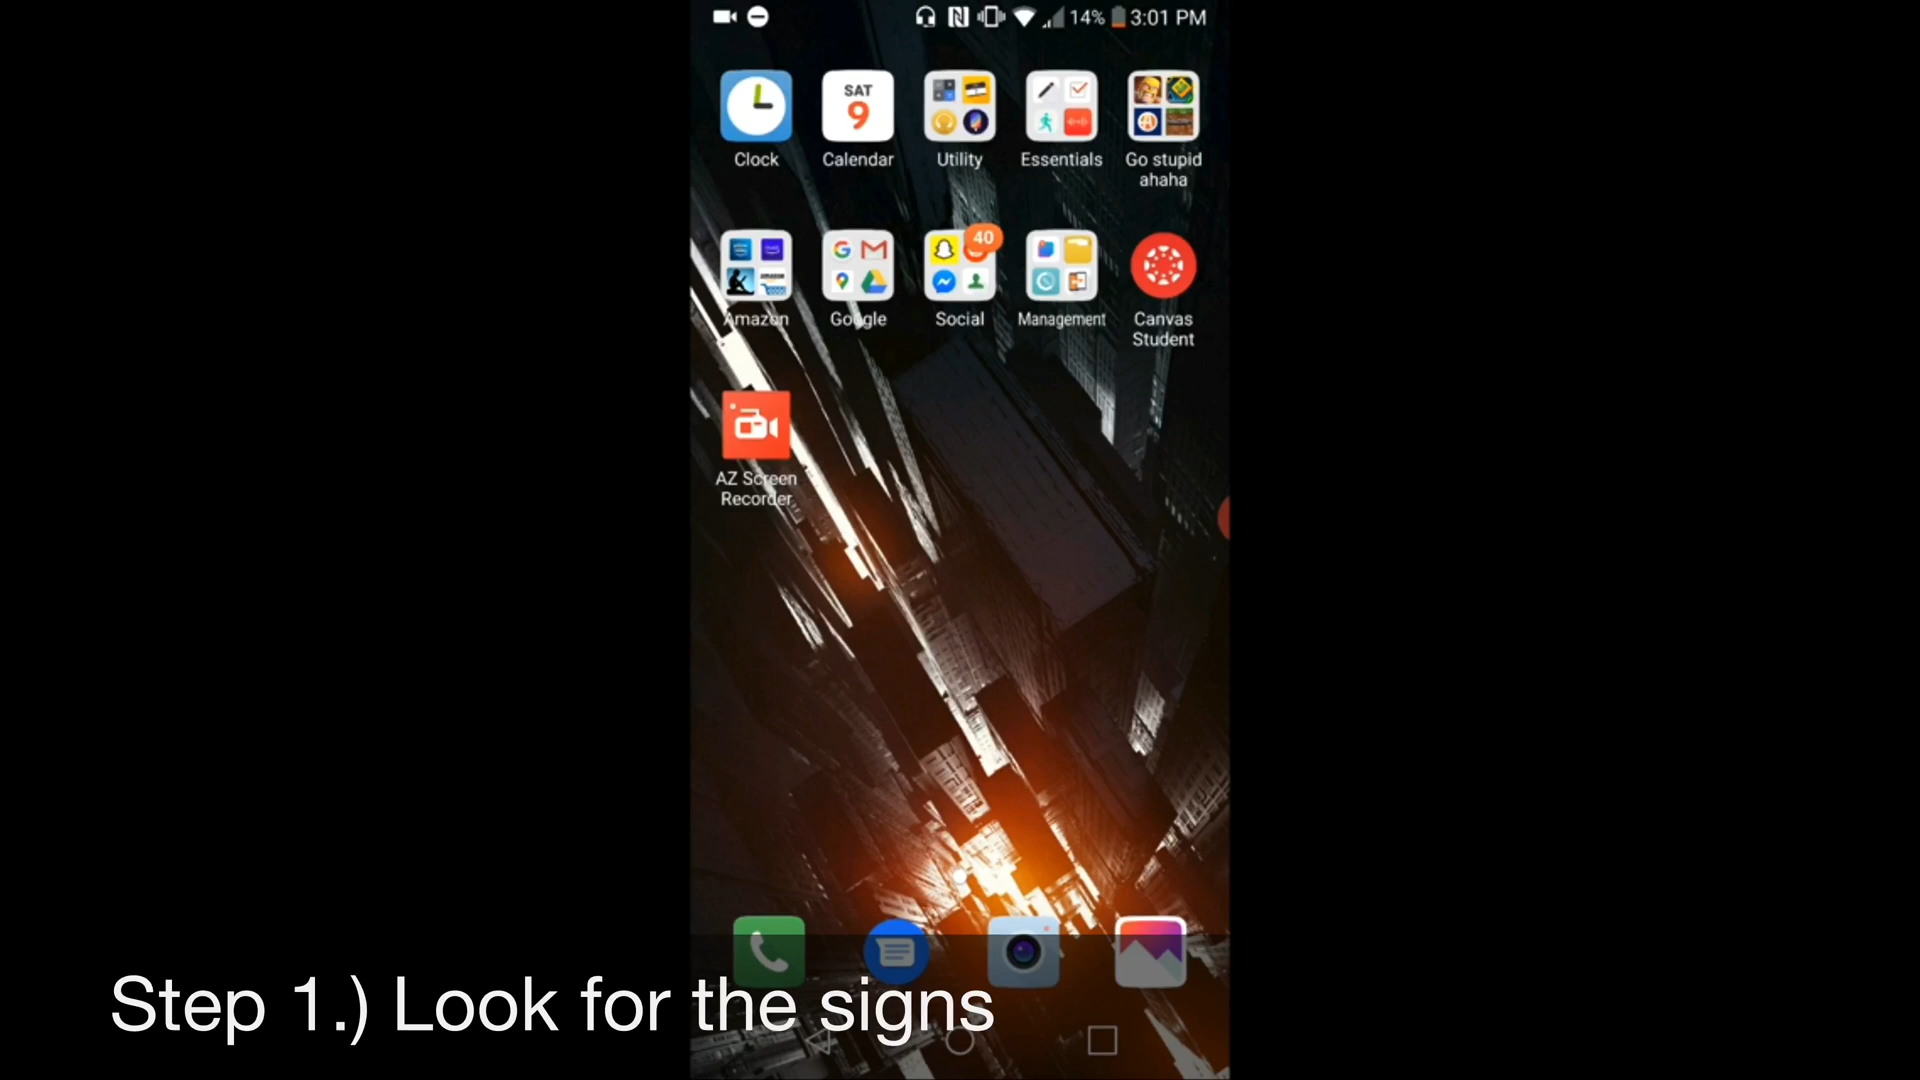 14% 3:01 PM
SAT
9
Clock Calendar Utility Essentials Go stupid
ahaha
40
amazon
Amazon Google Social Management Canvas
Student
AZ Screen
Recorder
Step 1.) Look for the signs